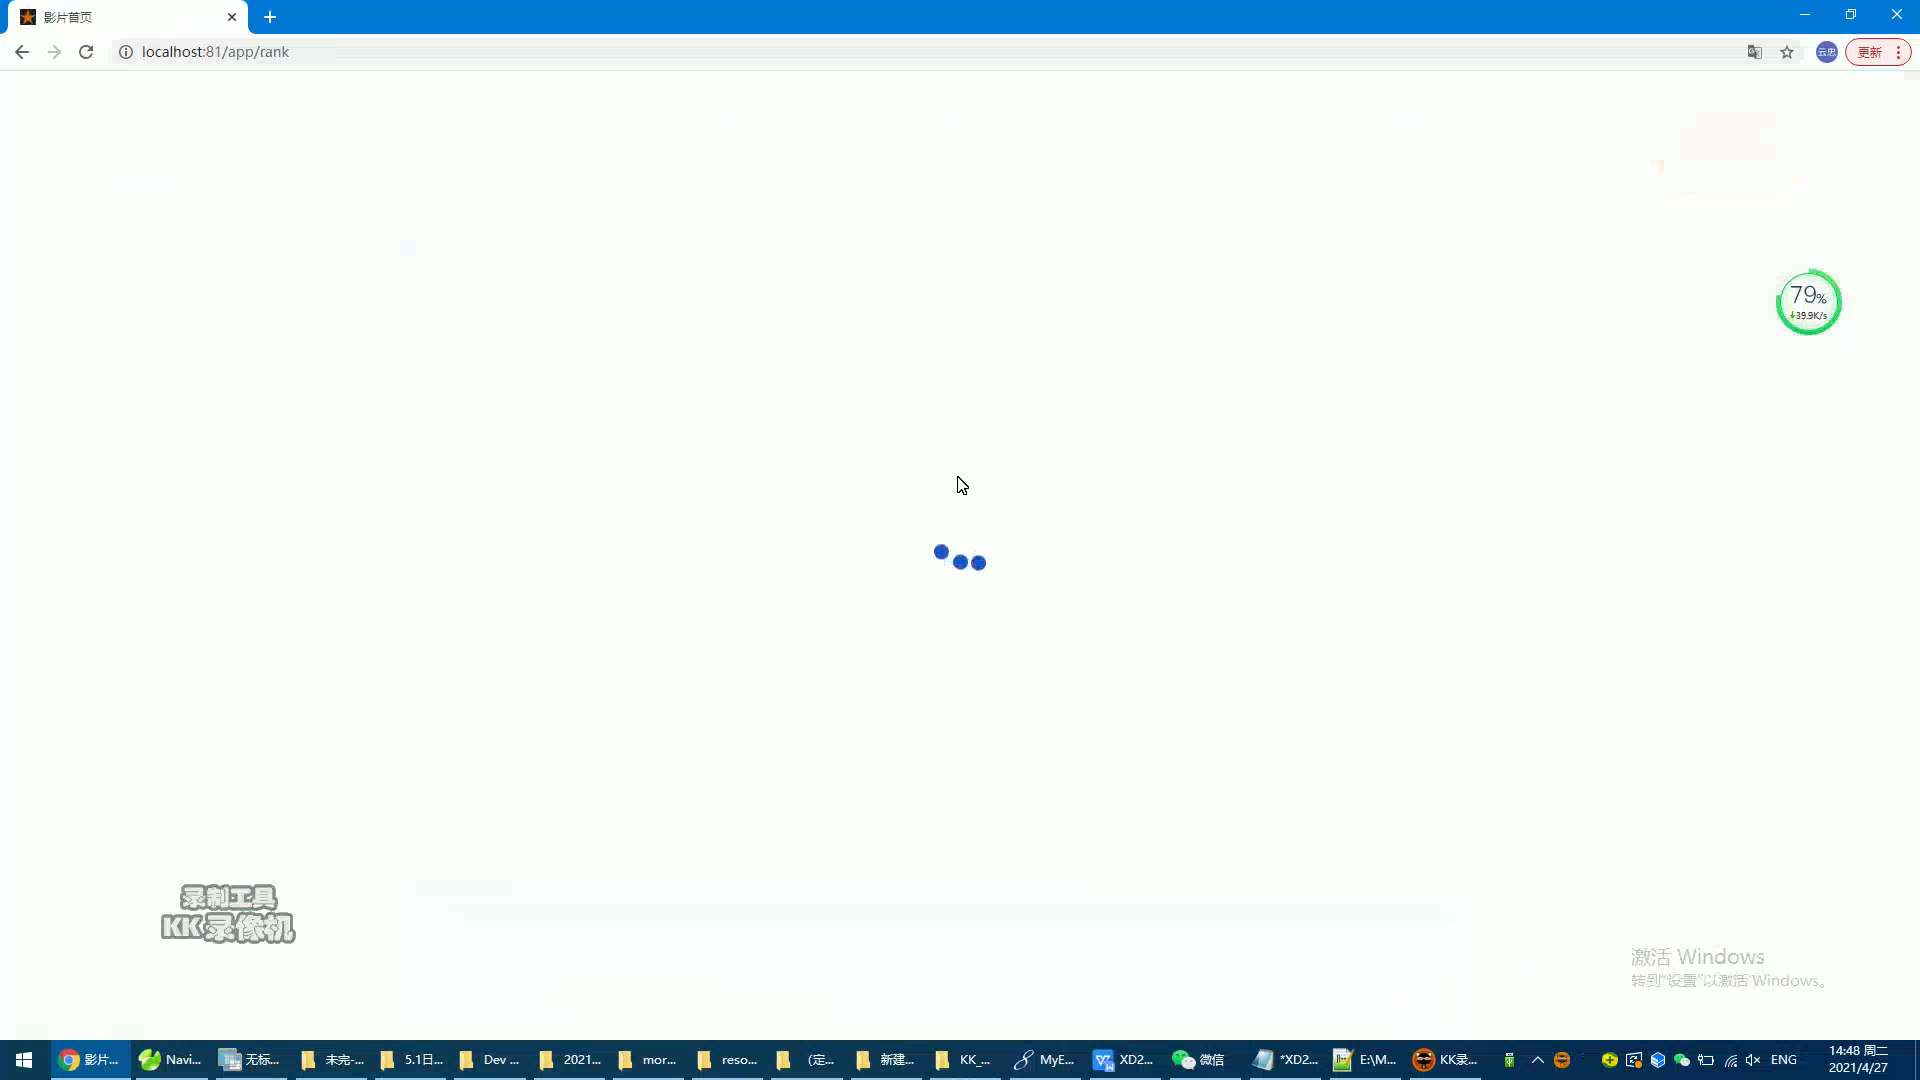 影片首页
localhost:81/app/rank
云忠
更新
79%
39.9K/s
录制工具
KK录像机
激活 Windows
转到"设置"以激活 Windows。
影片...
Navi...
无标...
未完-...
5.1日...
Dev ...
2021...
mor...
reso...
(定...
新建...
KK_...
MyE...
XD2...
微信
*XD2...
E:\M...
KK录...
ENG
14:48 周二
2021/4/27